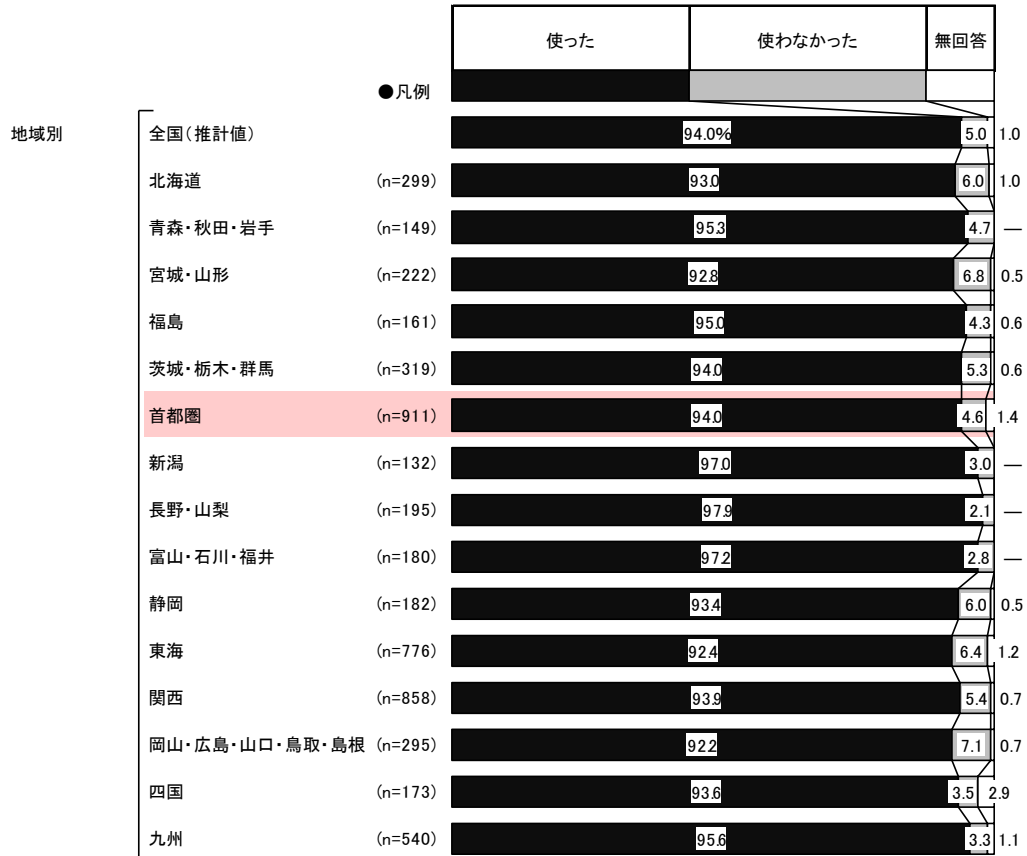 使った 使わなかった 無回答
●凡例
地域別 全国(推計値) 94.0% 5.0 1.0
北海道 (n=299) 93.0 6.0 1.0
青森・秋田・岩手 (n=149) 95.3 4.7 —
宮城・山形 (n=222) 92.8 6.8 0.5
福島 (n=161) 95.0 4.3 0.6
茨城・栃木・群馬 (n=319) 94.0 5.3 0.6
首都圏 (n=911) 94.0 4.6 1.4
新潟 (n=132) 97.0 3.0 —
長野・山梨 (n=195) 97.9 2.1 —
富山・石川・福井 (n=180) 97.2 2.8 —
静岡 (n=182) 93.4 6.0 0.5
東海 (n=776) 92.4 6.4 1.2
関西 (n=858) 93.9 5.4 0.7
岡山・広島・山口・鳥取・島根 (n=295) 92.2 7.1 0.7
四国 (n=173) 93.6 3.5 2.9
九州 (n=540) 95.6 3.3 1.1